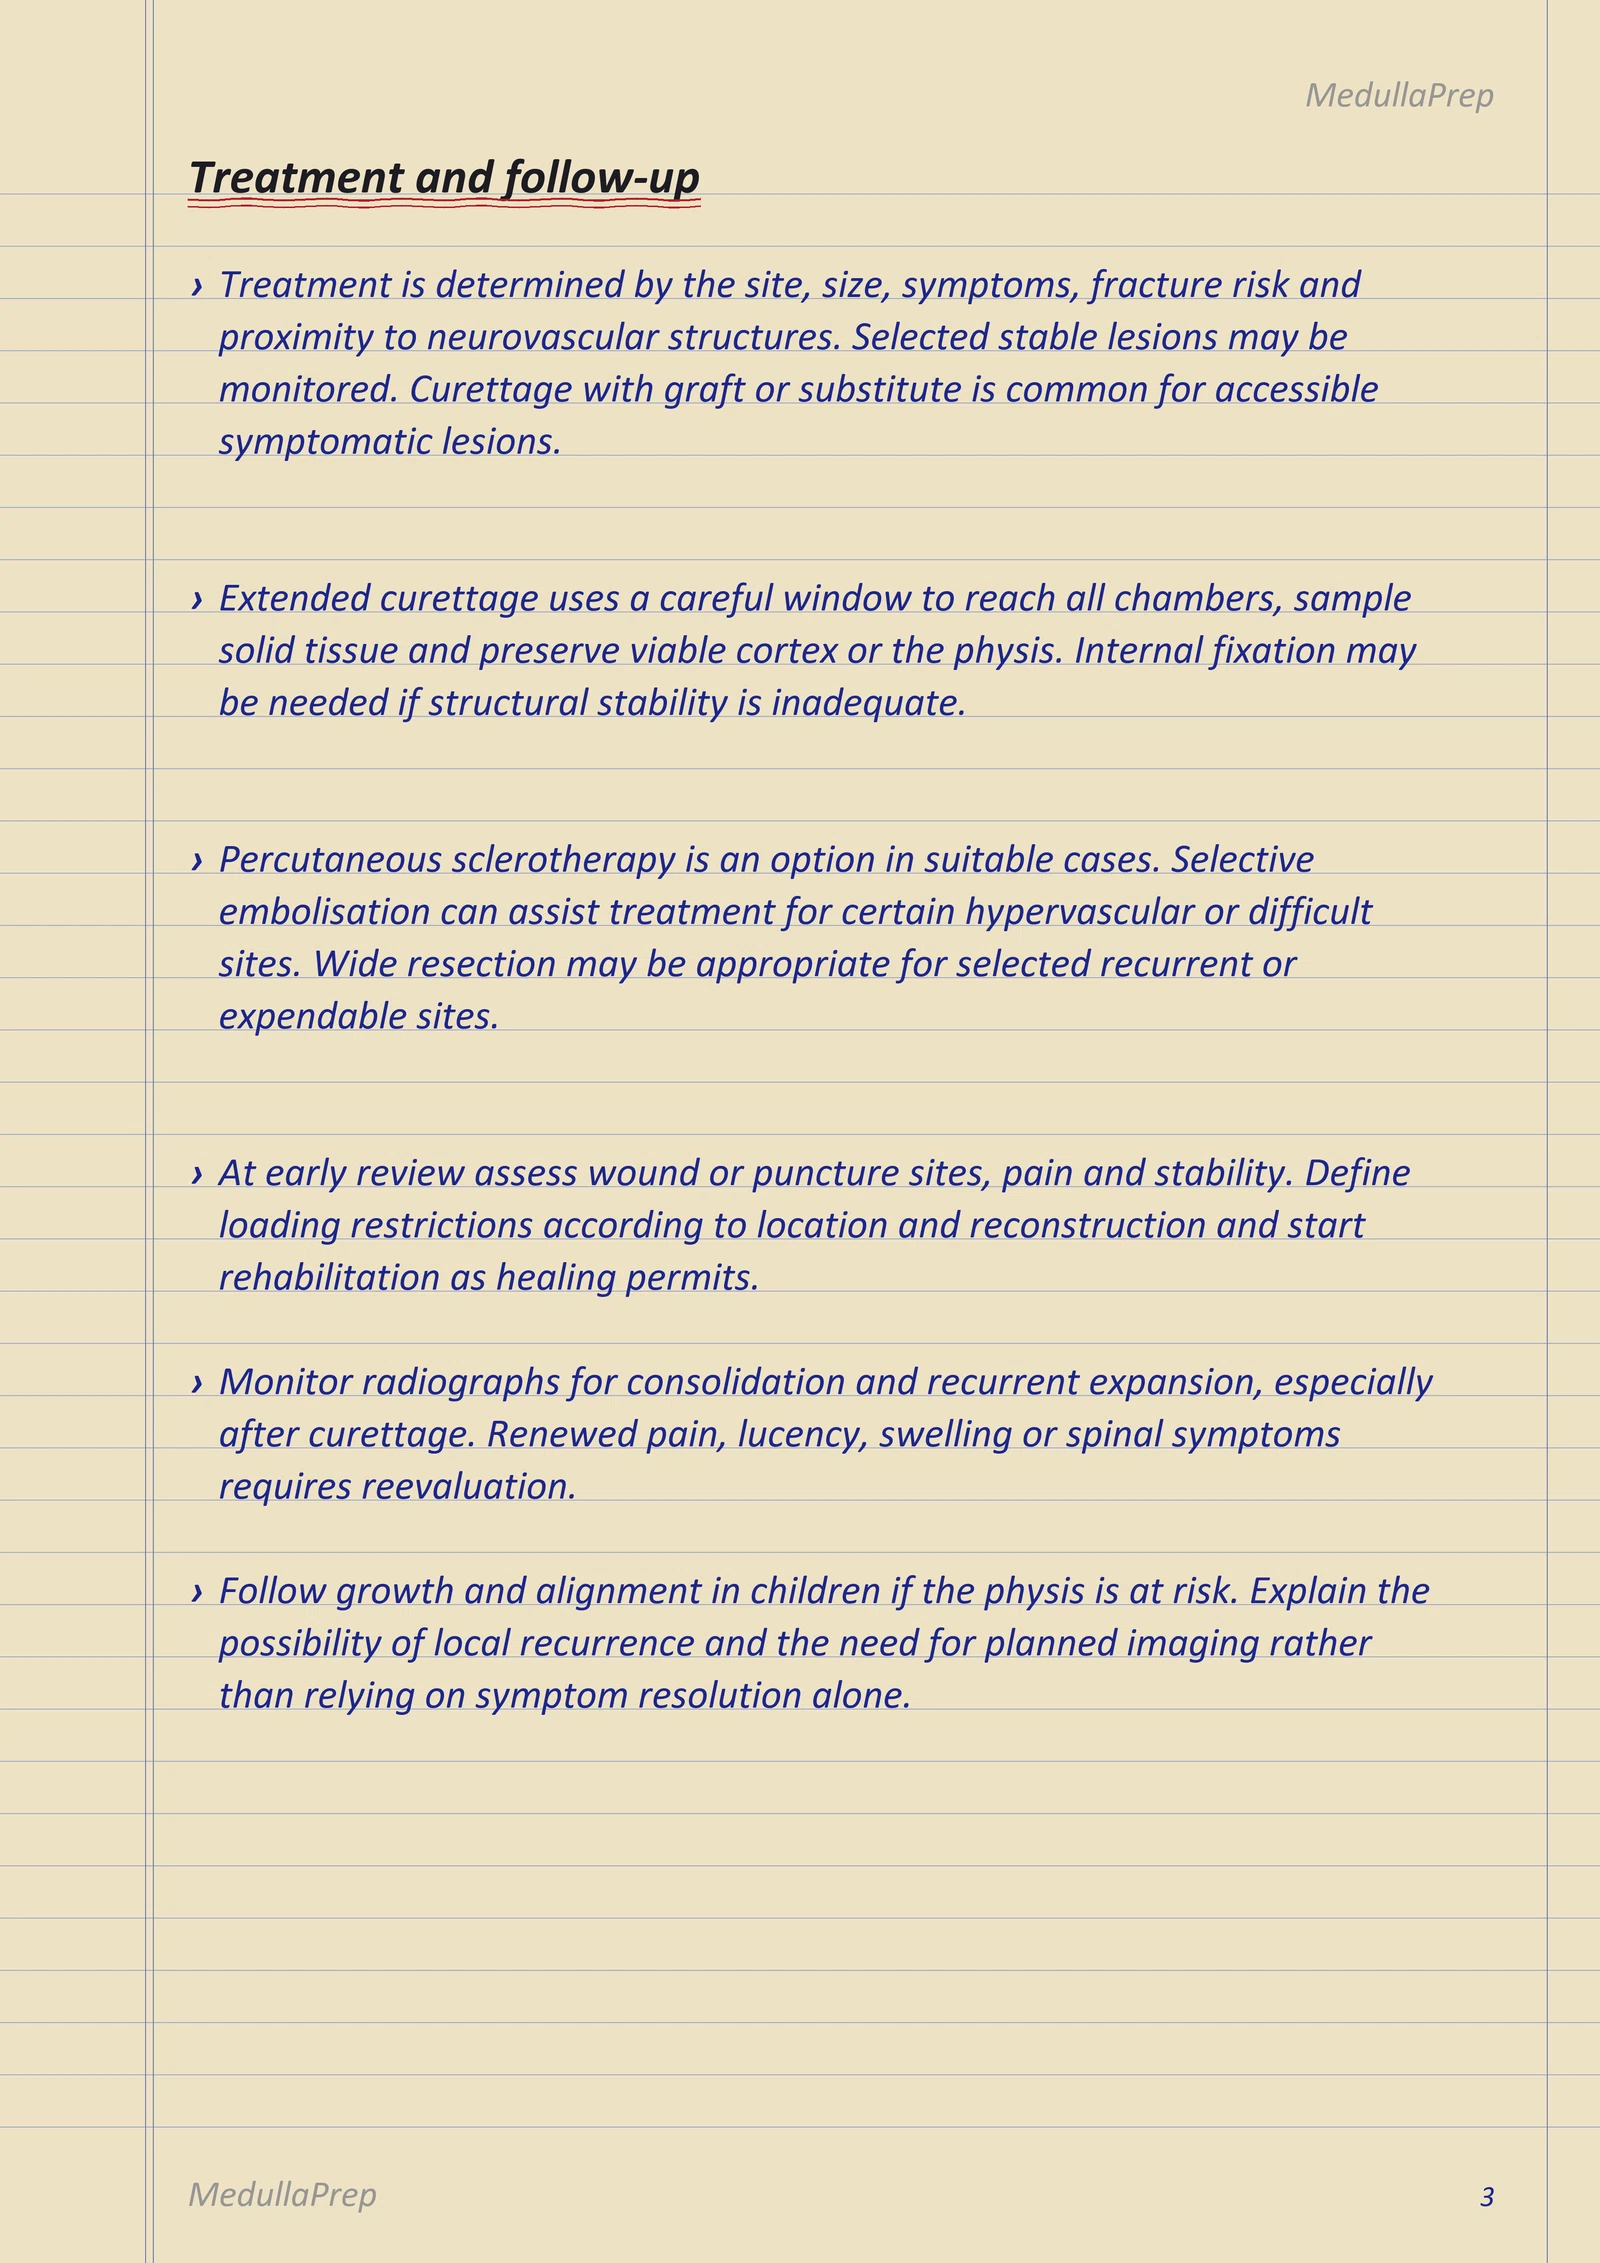 MedullaPrep
Treatment and follow-up
› Treatment is determined by the site, size, symptoms, fracture risk and
proximity to neurovascular structures. Selected stable lesions may be
monitored. Curettage with graft or substitute is common for accessible
symptomatic lesions.
› Extended curettage uses a careful window to reach all chambers, sample
solid tissue and preserve viable cortex or the physis. Internal fixation may
be needed if structural stability is inadequate.
› Percutaneous sclerotherapy is an option in suitable cases. Selective
embolisation can assist treatment for certain hypervascular or difficult
sites. Wide resection may be appropriate for selected recurrent or
expendable sites.
› At early review assess wound or puncture sites, pain and stability. Define
loading restrictions according to location and reconstruction and start
rehabilitation as healing permits.
› Monitor radiographs for consolidation and recurrent expansion, especially
after curettage. Renewed pain, lucency, swelling or spinal symptoms
requires reevaluation.
› Follow growth and alignment in children if the physis is at risk. Explain the
possibility of local recurrence and the need for planned imaging rather
than relying on symptom resolution alone.
MedullaPrep
3